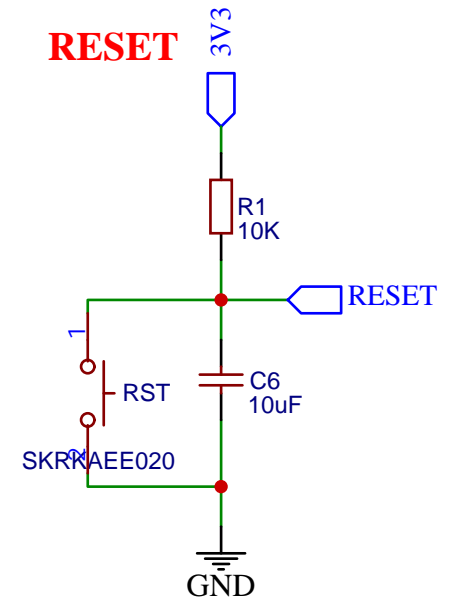 3V3
RESET
R1
10K
RESET
1
C6
10uF
RST
2
SKRKAEE020
GND